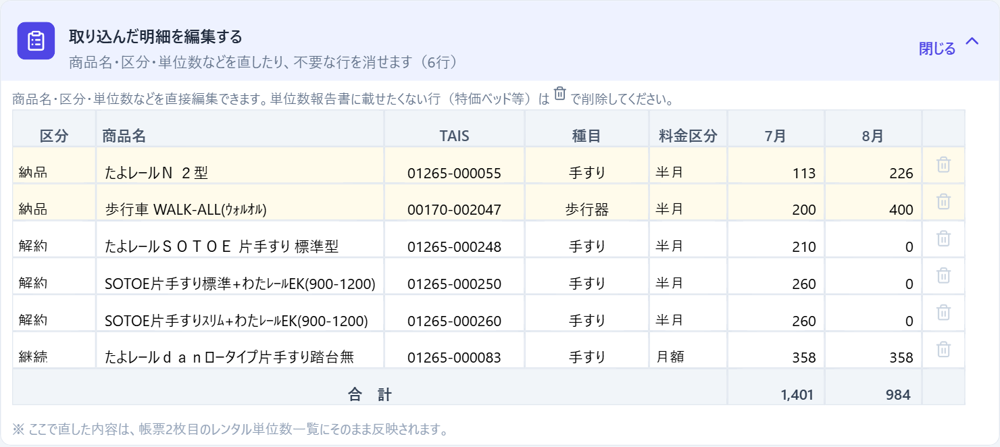 取り込んだ明細を編集する
商品名・区分・単位数などを直したり、不要な行を消せます（6行）
閉じる
商品名・区分・単位数などを直接編集できます。単位数報告書に載せたくない行（特価ベッド等）は で削除してください。
区分 商品名 TAIS 種目 料金区分 7月 8月
納品 たよレールＮ ２型 01265-000055 手すり 半月 113 226
納品 歩行車 WALK-ALL(ｳｫﾙｵﾙ) 00170-002047 歩行器 半月 200 400
解約 たよレールＳＯＴＯＥ 片手すり 標準型 01265-000248 手すり 半月 210 0
解約 SOTOE片手すり標準+わたﾚｰﾙEK(900-1200) 01265-000250 手すり 半月 260 0
解約 SOTOE片手すりｽﾘﾑ+わたﾚｰﾙEK(900-1200) 01265-000260 手すり 半月 260 0
継続 たよレールｄａｎロータイプ片手すり踏台無 01265-000083 手すり 月額 358 358
合 計 1,401 984
※ ここで直した内容は、帳票2枚目のレンタル単位数一覧にそのまま反映されます。